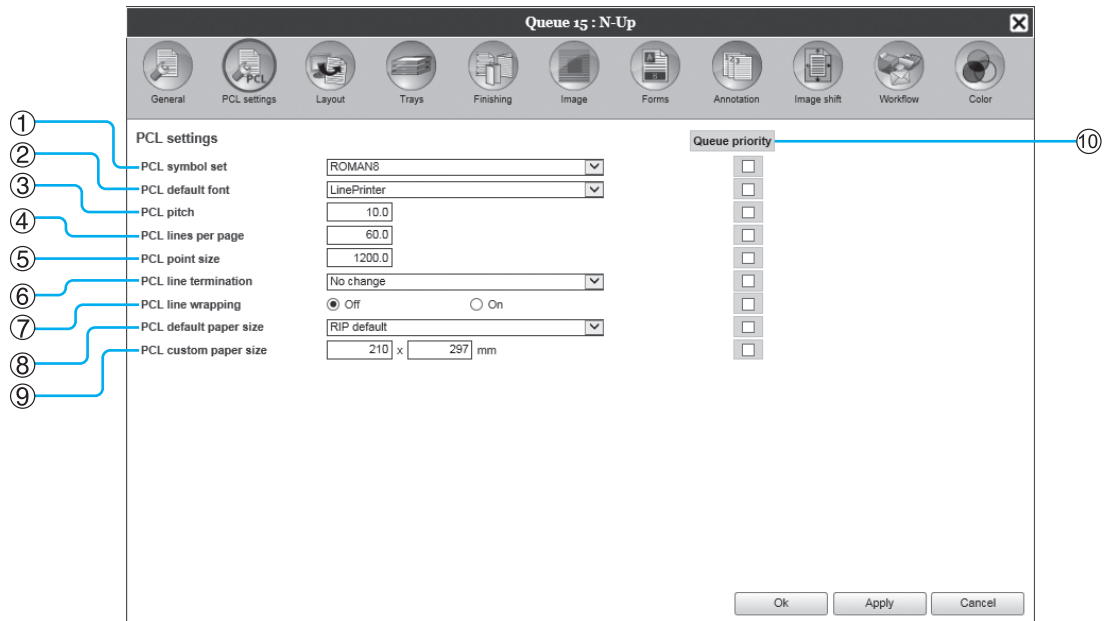 Queue 15 : N-Up
General PCL settings Layout Trays Finishing Image Forms Annotation Image shift Workflow Color
PCL settings
Queue priority
① PCL symbol set ROMAN8
② PCL default font LinePrinter
③ PCL pitch 10.0
④ PCL lines per page 60.0
⑤ PCL point size 1200.0
⑥ PCL line termination No change
⑦ PCL line wrapping Off On
⑧ PCL default paper size RIP default
⑨ PCL custom paper size 210 x 297 mm
⑩
Ok Apply Cancel